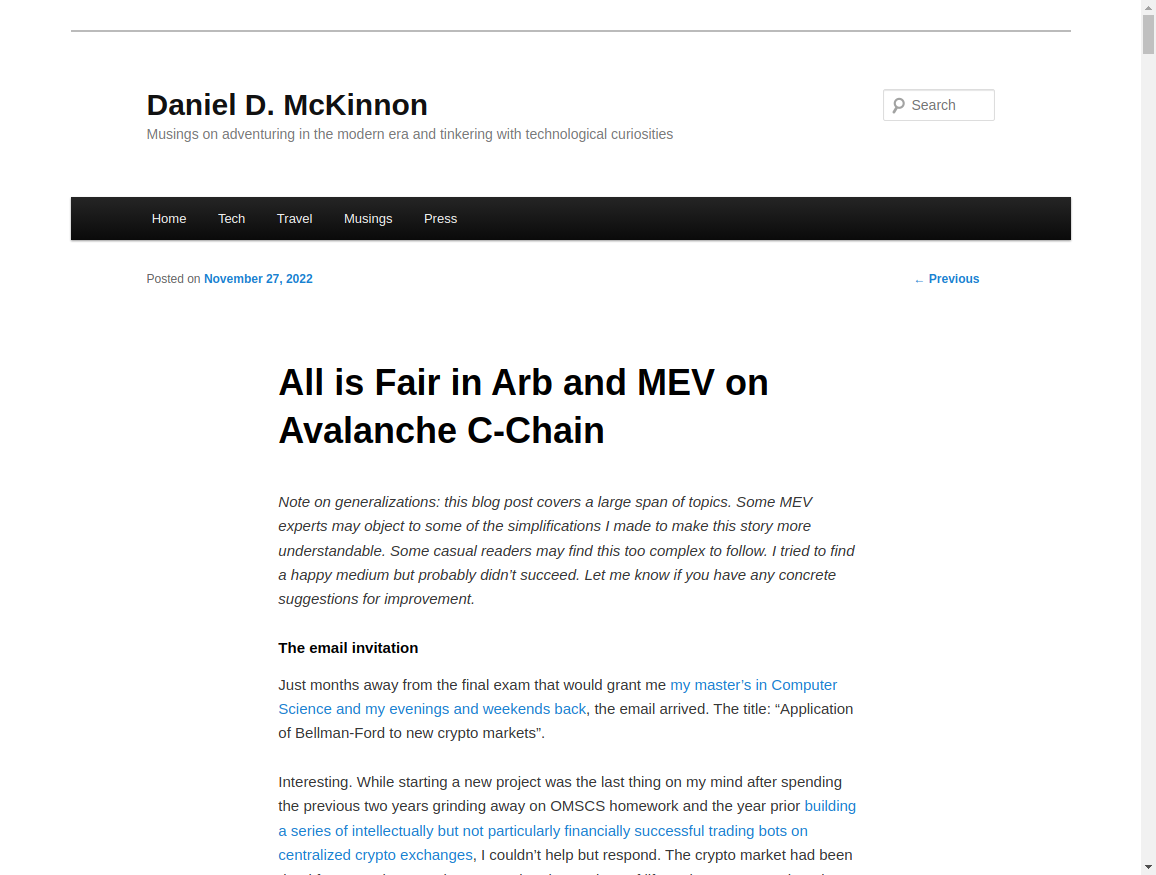 Daniel D. McKinnon
Musings on adventuring in the modern era and tinkering with technological curiosities
Search
Home Tech Travel Musings Press
Posted on November 27, 2022
← Previous
All is Fair in Arb and MEV on
Avalanche C-Chain
Note on generalizations: this blog post covers a large span of topics. Some MEV
experts may object to some of the simplifications I made to make this story more
understandable. Some casual readers may find this too complex to follow. I tried to find
a happy medium but probably didn’t succeed. Let me know if you have any concrete
suggestions for improvement.
The email invitation
Just months away from the final exam that would grant me my master’s in Computer
Science and my evenings and weekends back, the email arrived. The title: “Application
of Bellman-Ford to new crypto markets”.
Interesting. While starting a new project was the last thing on my mind after spending
the previous two years grinding away on OMSCS homework and the year prior building
a series of intellectually but not particularly financially successful trading bots on
centralized crypto exchanges, I couldn’t help but respond. The crypto market had been